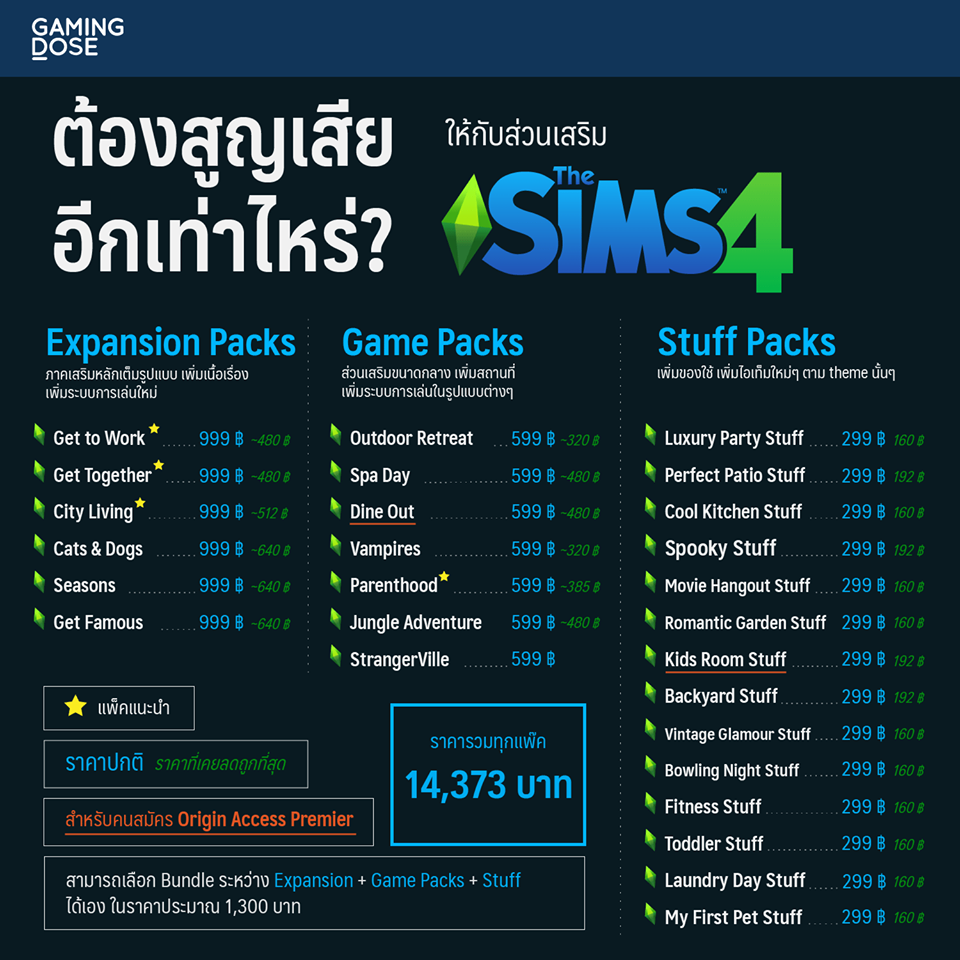 GAMING
DOSE
ต้องสูญเสีย
อีกเท่าไหร่?
ให้กับส่วนเสริม
The SIMS 4™
Expansion Packs
ภาคเสริมหลักเต็มรูปแบบ เพิ่มเนื้อเรื่อง
เพิ่มระบบการเล่นใหม่
Get to Work ...... 999 ฿ ~480 ฿
Get Together ...... 999 ฿ ~480 ฿
City Living ...... 999 ฿ ~512 ฿
Cats & Dogs ...... 999 ฿ ~640 ฿
Seasons ...... 999 ฿ ~640 ฿
Get Famous ...... 999 ฿ ~640 ฿
Game Packs
ส่วนเสริมขนาดกลาง เพิ่มสถานที่
เพิ่มระบบการเล่นในรูปแบบต่างๆ
Outdoor Retreat ...... 599 ฿ ~320 ฿
Spa Day ...... 599 ฿ ~480 ฿
Dine Out ...... 599 ฿ ~480 ฿
Vampires ...... 599 ฿ ~320 ฿
Parenthood ...... 599 ฿ ~385 ฿
Jungle Adventure 599 ฿ ~480 ฿
StrangerVille ...... 599 ฿
Stuff Packs
เพิ่มของใช้ เพิ่มไอเท็มใหม่ๆ ตาม theme นั้นๆ
Luxury Party Stuff ...... 299 ฿ 160 ฿
Perfect Patio Stuff ...... 299 ฿ 192 ฿
Cool Kitchen Stuff ...... 299 ฿ 160 ฿
Spooky Stuff ...... 299 ฿ 192 ฿
Movie Hangout Stuff ...... 299 ฿ 160 ฿
Romantic Garden Stuff 299 ฿ 160 ฿
Kids Room Stuff ...... 299 ฿ 192 ฿
Backyard Stuff ...... 299 ฿ 192 ฿
Vintage Glamour Stuff ...... 299 ฿ 160 ฿
Bowling Night Stuff ...... 299 ฿ 160 ฿
Fitness Stuff ...... 299 ฿ 160 ฿
Toddler Stuff ...... 299 ฿ 160 ฿
Laundry Day Stuff ...... 299 ฿ 160 ฿
My First Pet Stuff ...... 299 ฿ 160 ฿
แพ็คแนะนำ
ราคาปกติ ราคาที่เคยลดถูกที่สุด
สำหรับคนสมัคร Origin Access Premier
ราคารวมทุกแพ๊ค
14,373 บาท
สามารถเลือก Bundle ระหว่าง Expansion + Game Packs + Stuff
ได้เอง ในราคาประมาณ 1,300 บาท